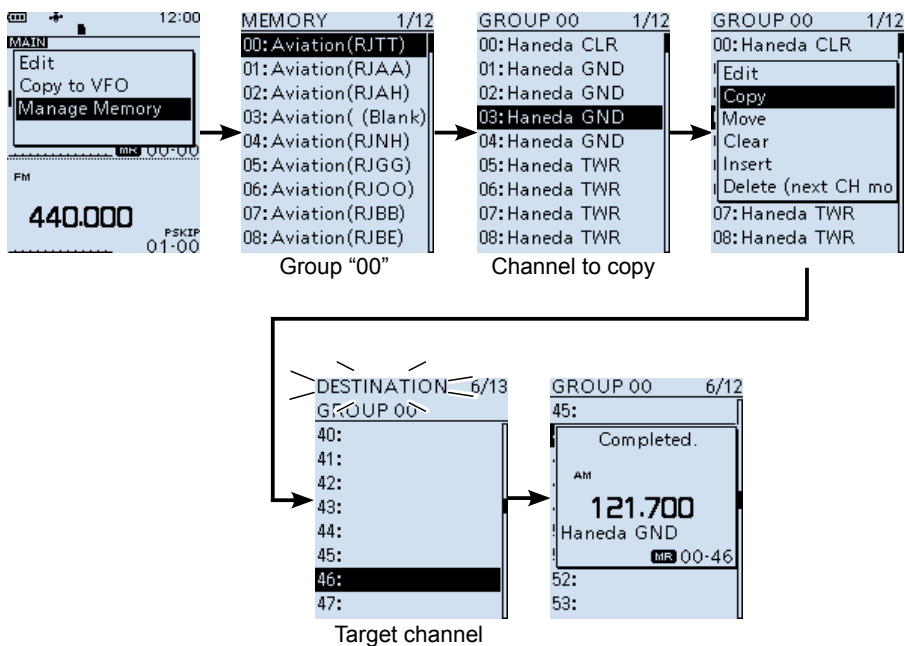 12:00
MAIN
Edit
Copy to VFO
Manage Memory
MR 00-00
FM
440.000
PSKIP
01-00
MEMORY 1/12
00:Aviation(RJTT)
01:Aviation(RJAA)
02:Aviation(RJAH)
03:Aviation( (Blank)
04:Aviation(RJNH)
05:Aviation(RJGG)
06:Aviation(RJOO)
07:Aviation(RJBB)
08:Aviation(RJBE)
Group “00”
GROUP 00 1/12
00:Haneda CLR
01:Haneda GND
02:Haneda GND
03:Haneda GND
04:Haneda GND
05:Haneda TWR
06:Haneda TWR
07:Haneda TWR
08:Haneda TWR
Channel to copy
GROUP 00 1/12
00:Haneda CLR
Edit
Copy
Move
Clear
Insert
Delete (next CH mo
07:Haneda TWR
08:Haneda TWR
DESTINATION 6/13
GROUP 00
40:
41:
42:
43:
44:
45:
46:
47:
Target channel
GROUP 00 6/12
45:
Completed.
AM
121.700
Haneda GND
MR 00-46
52:
53: